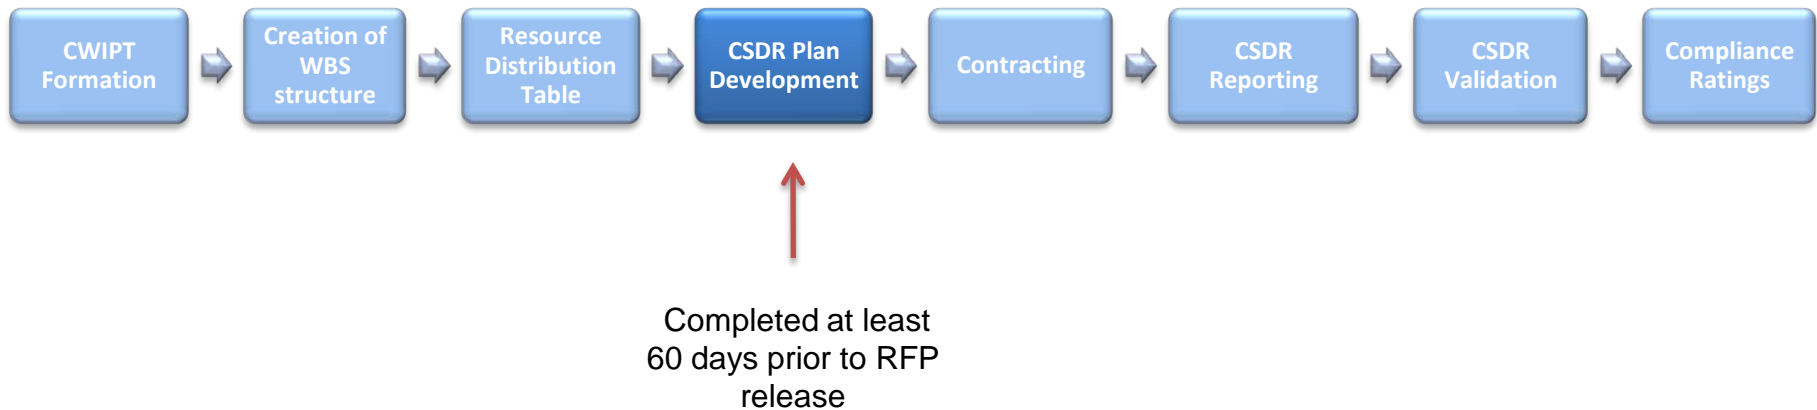 CWIPT
Formation
Creation of
WBS
structure
Resource
Distribution
Table
CSDR Plan
Development
Contracting
CSDR
Reporting
CSDR
Validation
Compliance
Ratings
Completed at least
60 days prior to RFP
release